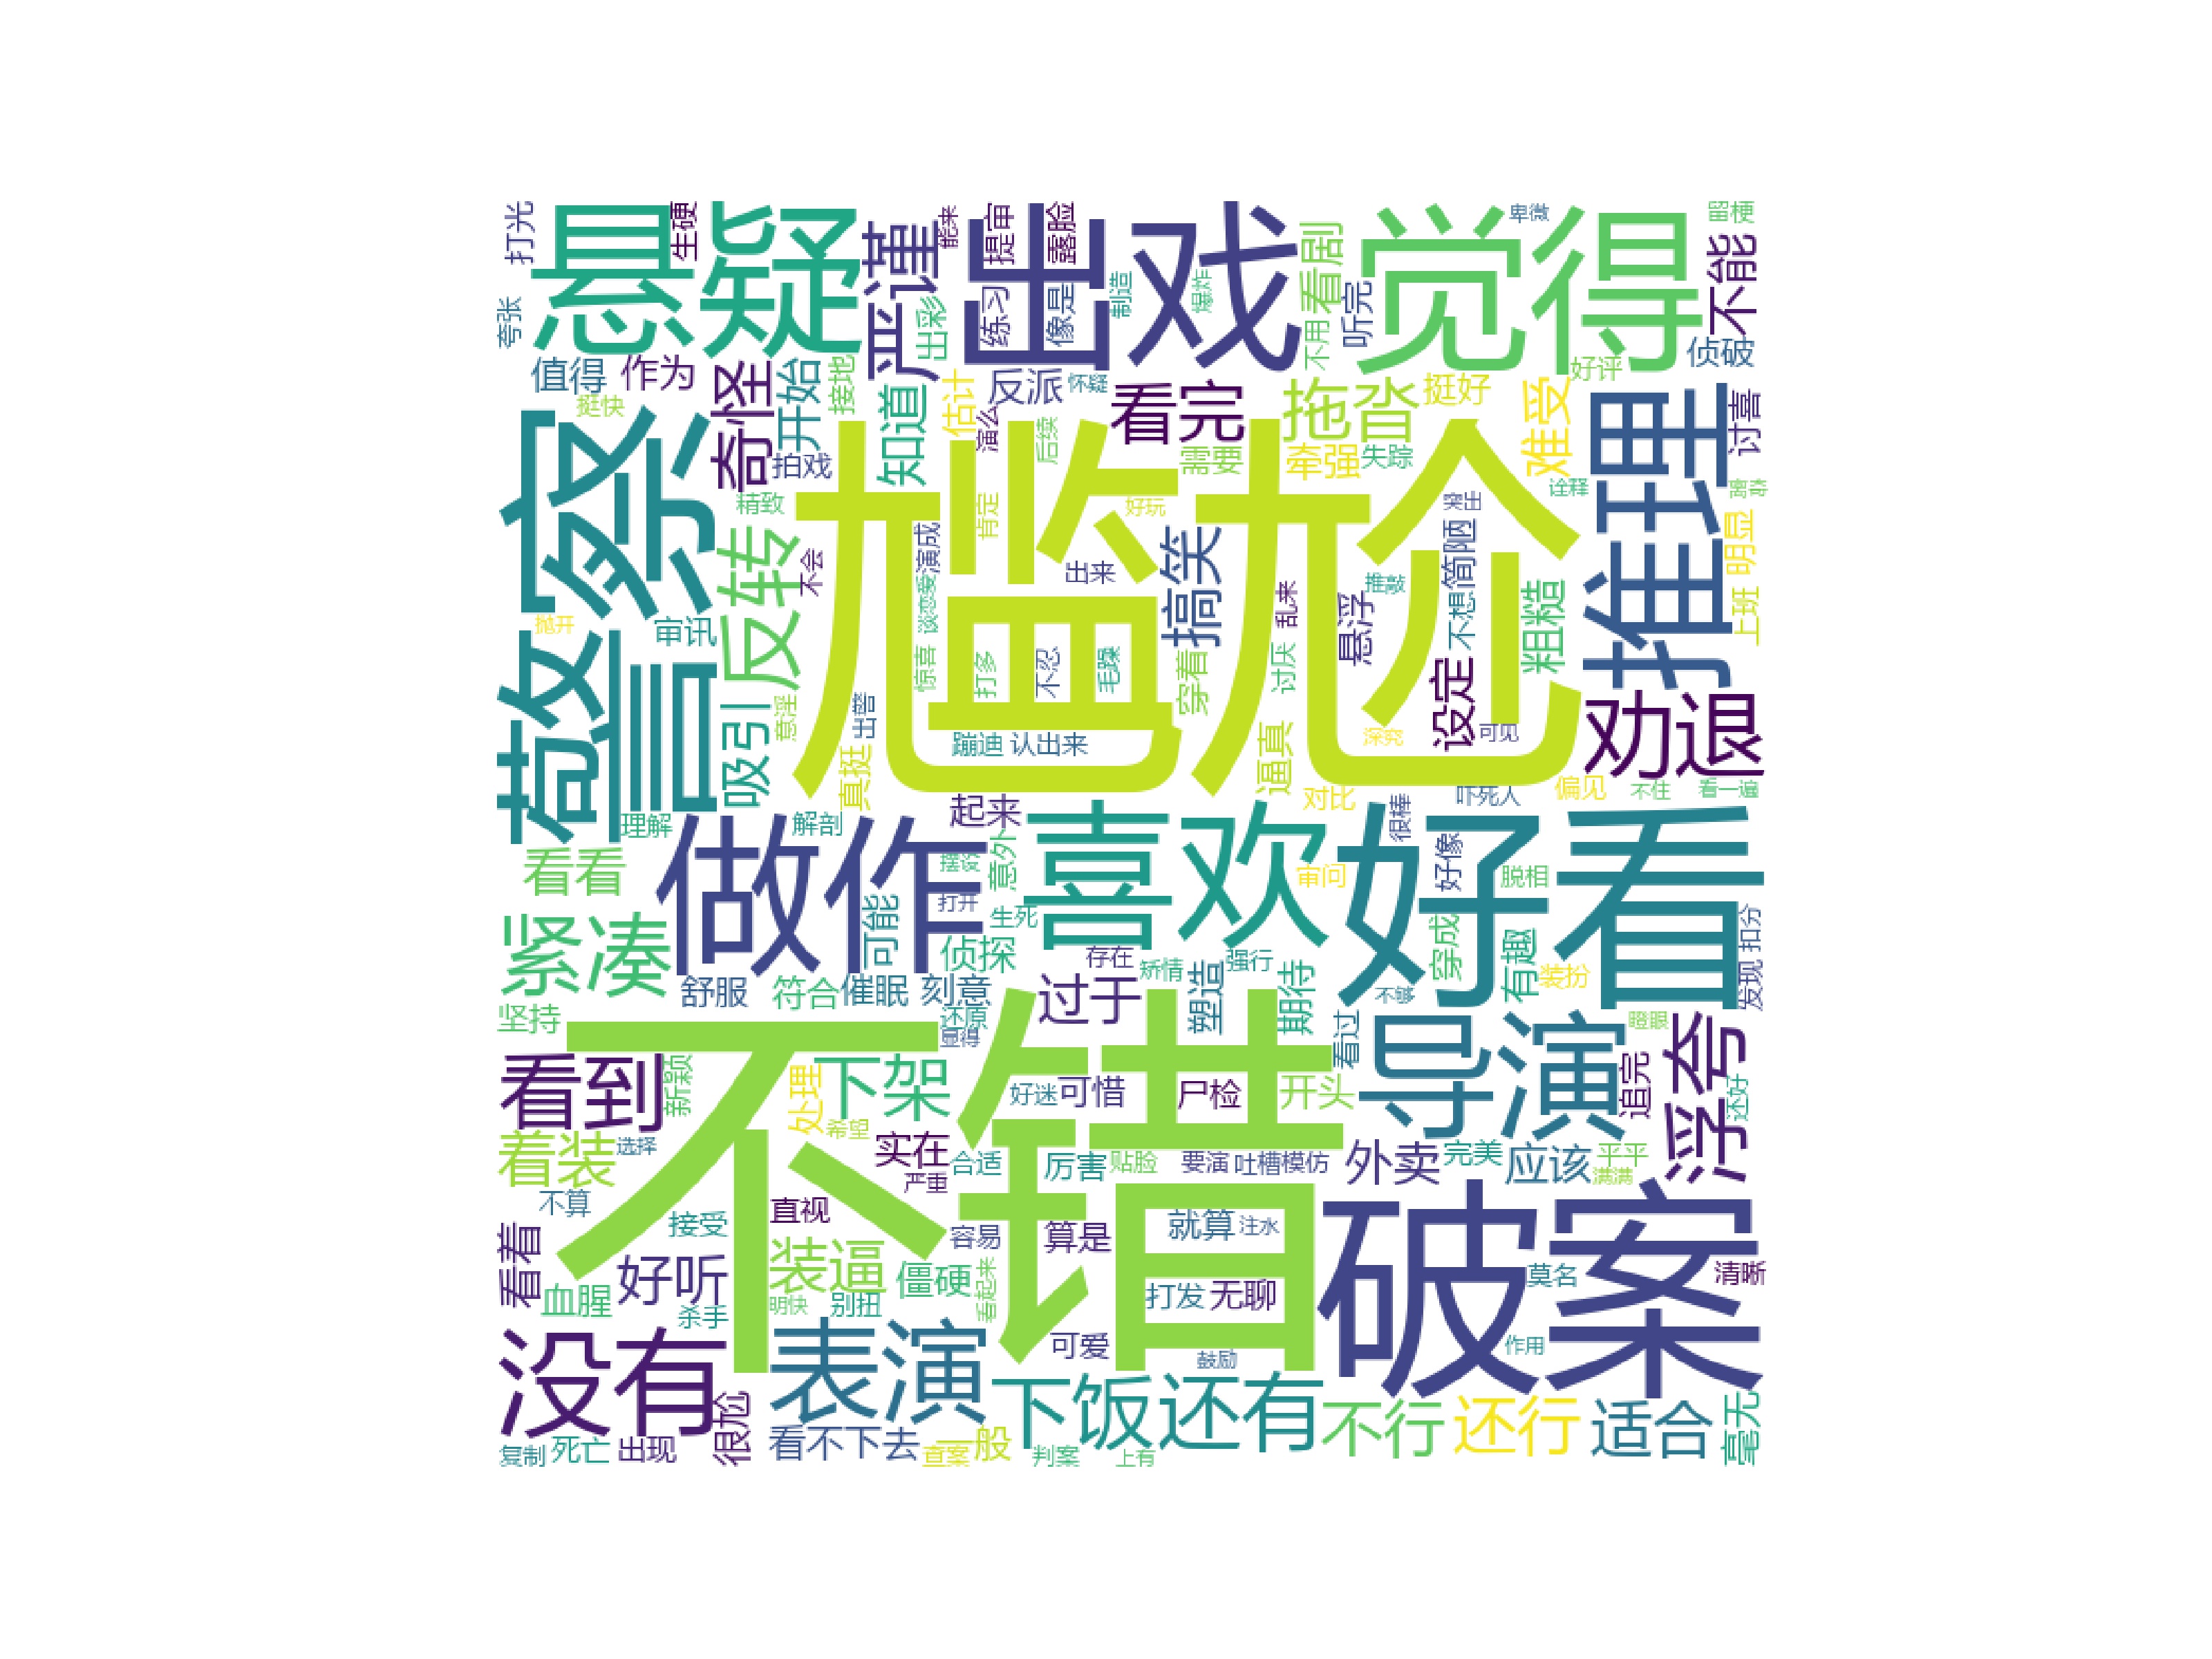 打光
悬疑
生硬
严谨
能来
提审
露脸
出戏
觉得
卑微
留梗
不能
夸张
出彩
练习
像是
制造
爆炸
看剧
不用
听完
侦破
好评
值得
作为
奇怪
开始
接地
知道
估计
反派
怀疑
看完
拖沓
挺好
难受
推理
讨喜
挺快
拍戏
演么
后续
需要
牵强
失踪
诠释
离奇
警察
精致
反转
不会
演成
肯定
好玩
尴尬
搞笑
突出
不想
简陋
粗糙
明显
上班
抛开
审讯
谈恋爱
出来
乱来
推敲
悬浮
吸引
意淫
出警
惊喜
打多
不忍
毛躁
穿着
讨厌
设定
可见
劝退
真挺
蹦迪
认出来
逼真
深究
偏见
不住
看一遍
理解
解剖
起来
对比
吓死人
很棒
看看
做作
意外
喜欢
审问
好像
脱相
好看
紧凑
可能
打开
生死
侦探
存在
矫情
强行
穿成
有趣
装扮
发现
扣分
坚持
舒服
符合
催眠
刻意
还原
显得
过于
塑造
期待
不够
看过
瞪眼
看到
新颖
处理
下架
希望
不错
好迷
可惜
尸检
开头
导演
追完
浮夸
还好
着装
选择
实在
严重
合适
厉害
贴脸
要演
吐槽
模仿
外卖
完美
应该
平平
满满
不算
接受
直视
容易
算是
就算
注水
破案
莫名
清晰
看着
血腥
好听
杀手
装逼
明快
别扭
僵硬
看起来
打发
无聊
没有
表演
可爱
鼓励
作用
复制
死亡
出现
很尬
看不下去
查案
一般
下饭
还有
判案
上有
不行
还行
适合
毫无